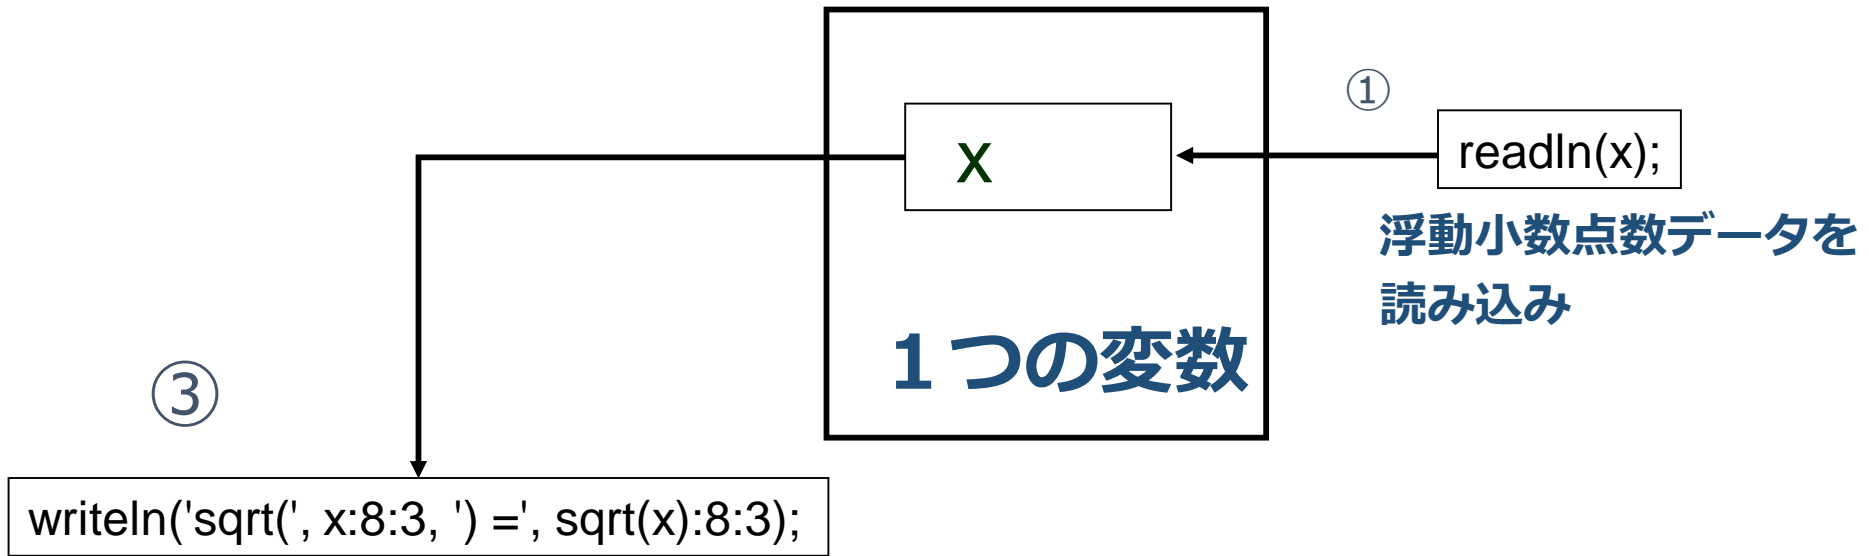 ①
x
readln(x);
浮動小数点数データを
読み込み
１つの変数
③
writeln('sqrt(', x:8:3, ') =', sqrt(x):8:3);